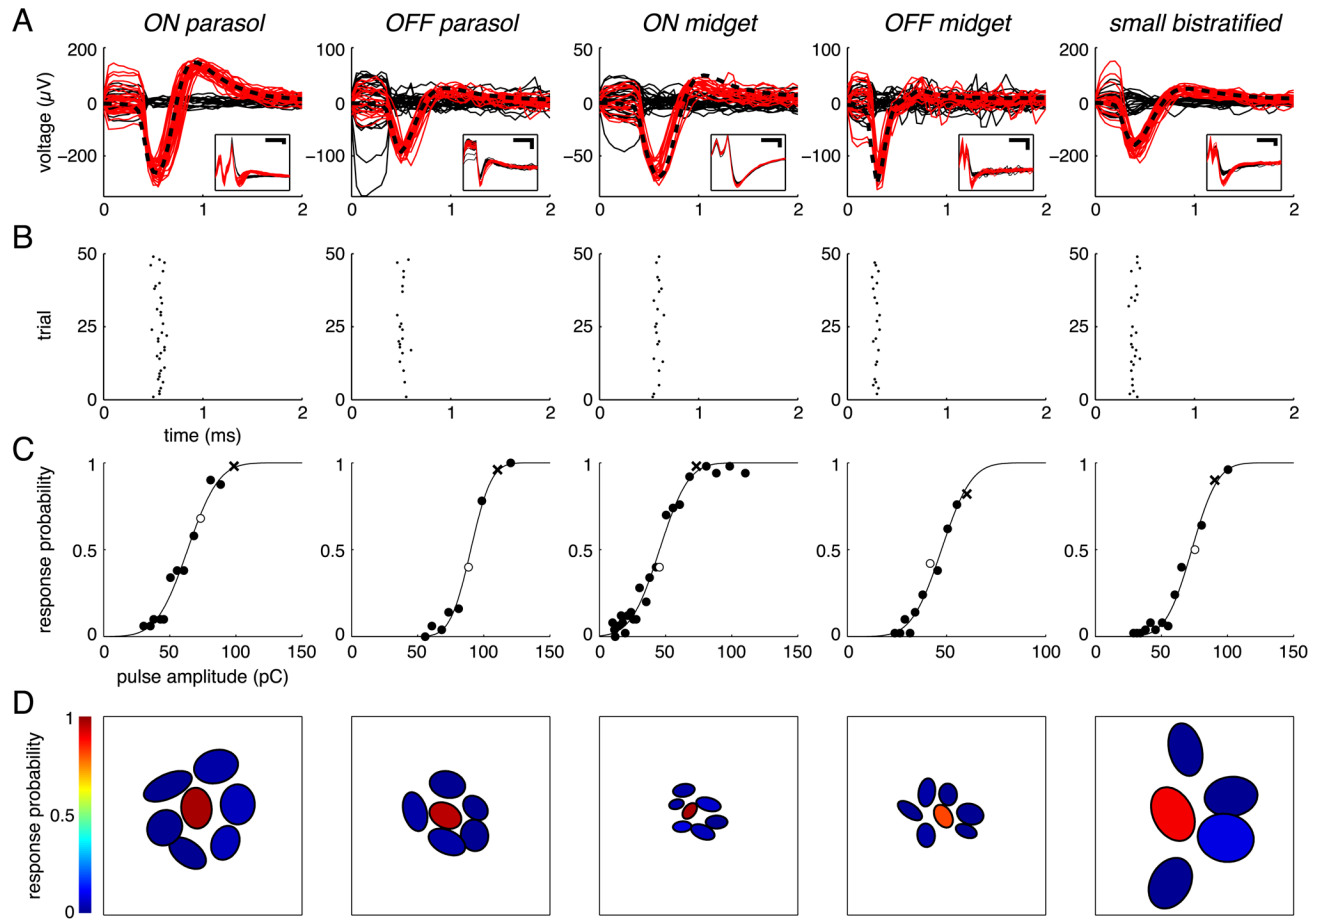 A ON parasol OFF parasol ON midget OFF midget small bistratified
voltage (µV)
200 0 −200
100 0 −100
50 0 −50
100 0 −100
200 0 −200
0 1 2 0 1 2 0 1 2 0 1 2 0 1 2
B
trial
50 25 0
50 25 0
50 25 0
50 25 0
50 25 0
0 1 2 0 1 2 0 1 2 0 1 2 0 1 2
time (ms)
C
response probability
1 0.5 0
1 0.5 0
1 0.5 0
1 0.5 0
1 0.5 0
0 50 100 150 0 50 100 150 0 50 100 150 0 50 100 0 50 100 150
pulse amplitude (pC)
D
response probability
1
0.5
0